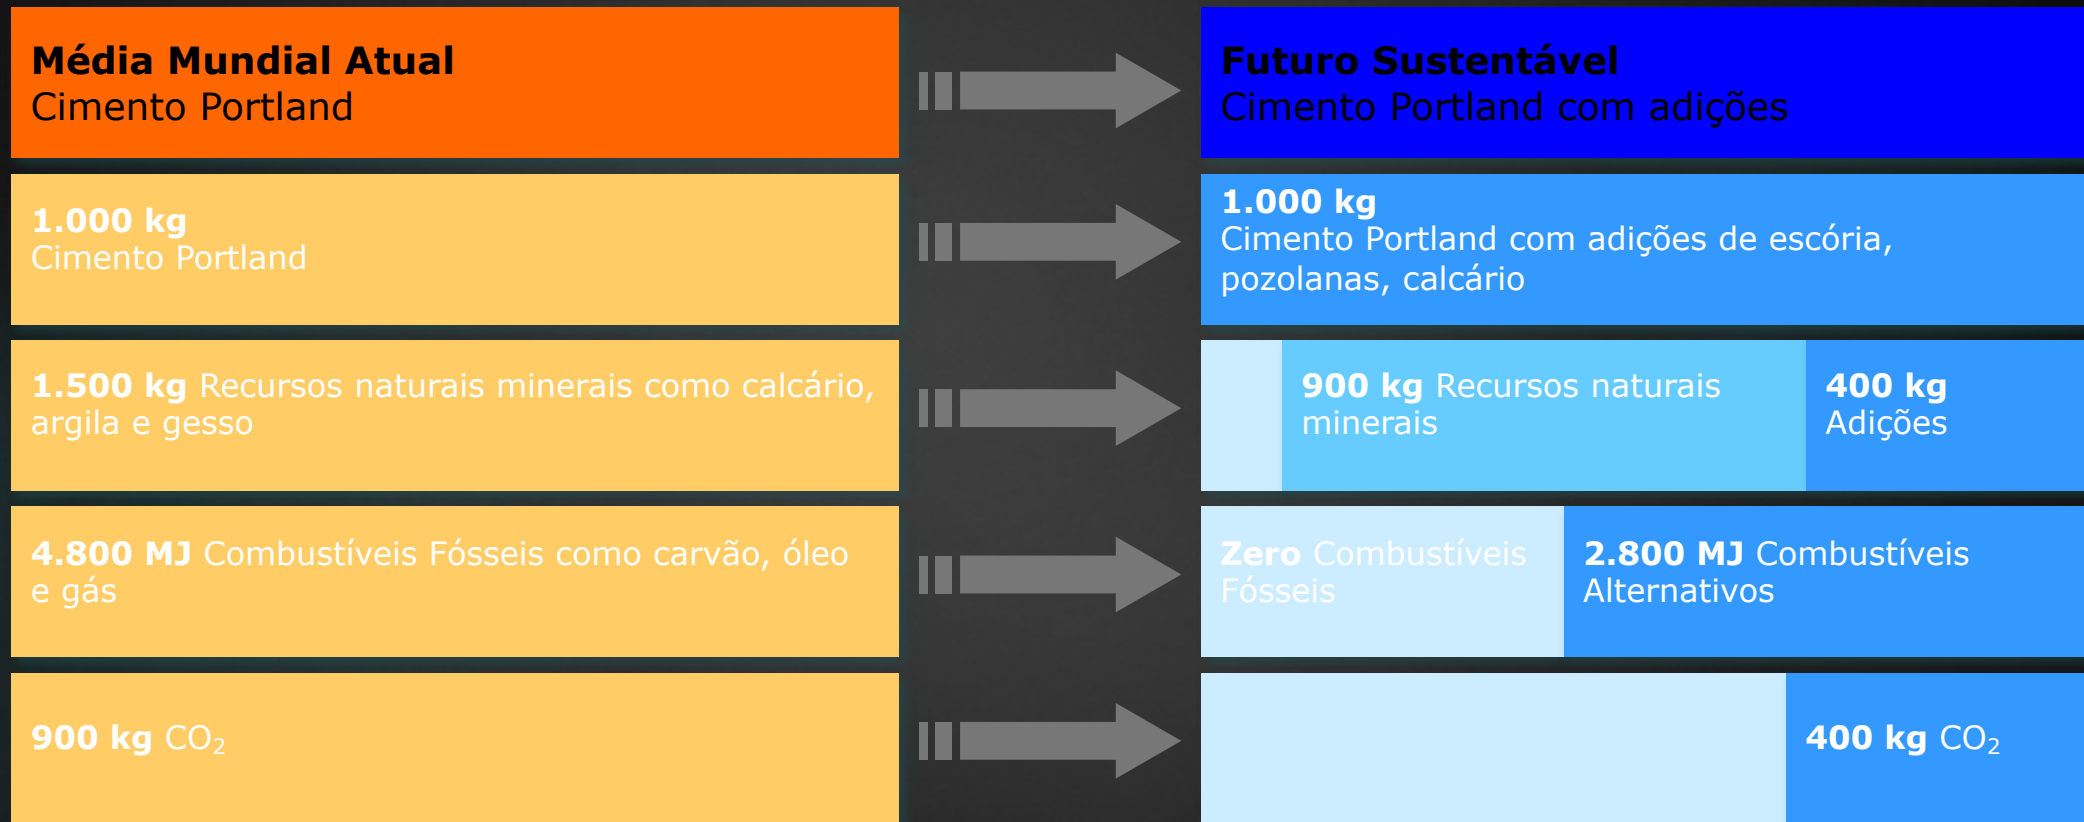 Média Mundial Atual
Cimento Portland
Futuro Sustentável
Cimento Portland com adições
1.000 kg
Cimento Portland
1.000 kg
Cimento Portland com adições de escória,
pozolanas, calcário
1.500 kg Recursos naturais minerais como calcário,
argila e gesso
900 kg Recursos naturais
minerais
400 kg
Adições
4.800 MJ Combustíveis Fósseis como carvão, óleo
e gás
Zero Combustíveis
Fósseis
2.800 MJ Combustíveis
Alternativos
900 kg CO₂
400 kg CO₂